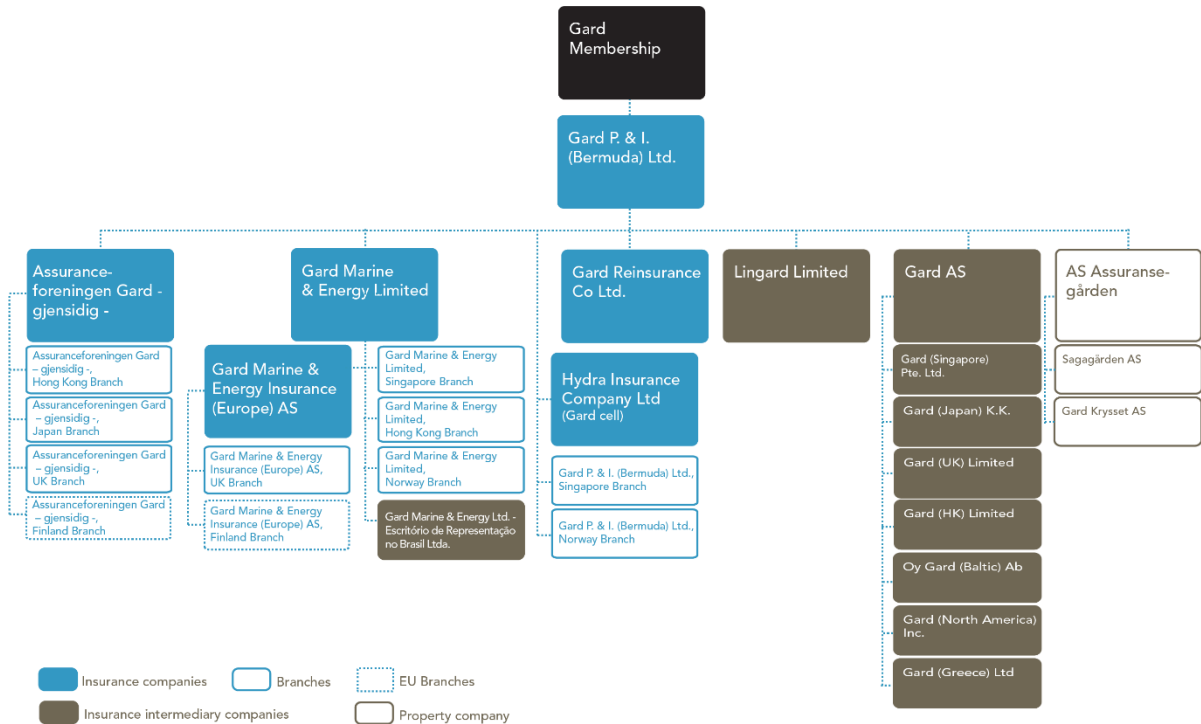 Gard
Membership
Gard P. & I.
(Bermuda) Ltd.
Assurance-
foreningen Gard -
gjensidig -
Assuranceforeningen Gard
– gjensidig -,
Hong Kong Branch
Assuranceforeningen Gard
– gjensidig -,
Japan Branch
Assuranceforeningen Gard
– gjensidig -,
UK Branch
Assuranceforeningen Gard
– gjensidig -,
Finland Branch
Gard Marine
& Energy Limited
Gard Marine &
Energy Insurance
(Europe) AS
Gard Marine & Energy
Insurance (Europe) AS,
UK Branch
Gard Marine & Energy
Insurance (Europe) AS,
Finland Branch
Gard Marine & Energy
Limited,
Singapore Branch
Gard Marine & Energy
Limited,
Hong Kong Branch
Gard Marine & Energy
Limited,
Norway Branch
Gard Marine & Energy Ltd. -
Escritório de Representação
no Brasil Ltda.
Gard Reinsurance
Co Ltd.
Hydra Insurance
Company Ltd
(Gard cell)
Gard P. & I. (Bermuda) Ltd.,
Singapore Branch
Gard P. & I. (Bermuda) Ltd.,
Norway Branch
Lingard Limited
Gard AS
Gard (Singapore)
Pte. Ltd.
Gard (Japan) K.K.
Gard (UK) Limited
Gard (HK) Limited
Oy Gard (Baltic) Ab
Gard (North America)
Inc.
Gard (Greece) Ltd
AS Assuranse-
gården
Sagagården AS
Gard Krysset AS
Insurance companies
Branches
EU Branches
Insurance intermediary companies
Property company